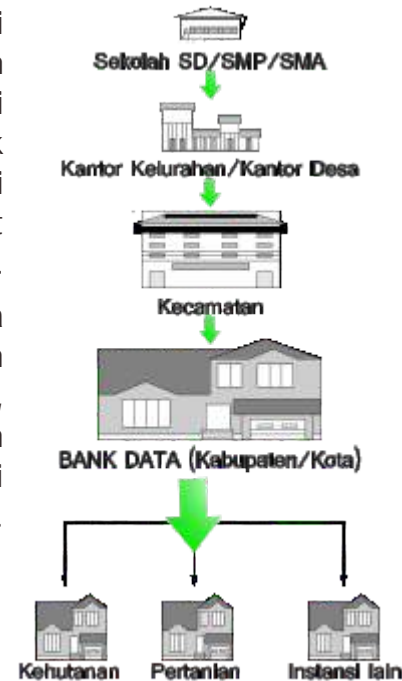 Sekolah SD/SMP/SMA
Kantor Kelurahan/Kantor Desa
Kecamatan
BANK DATA (Kabupaten/Kota)
Kehutanan Pertanian Instansi lain